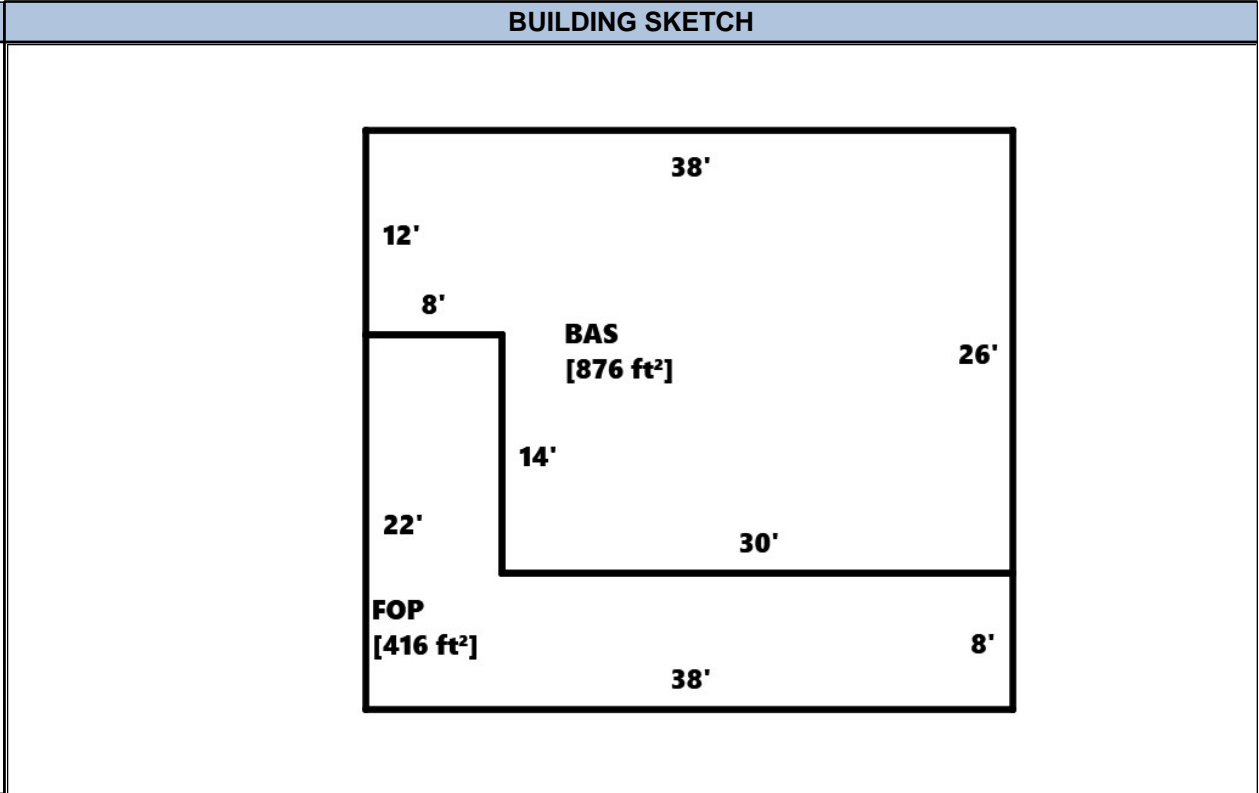 BUILDING SKETCH
38'
12'
8'
BAS
[876 ft²]
26'
14'
22'
30'
FOP
[416 ft²]
8'
38'